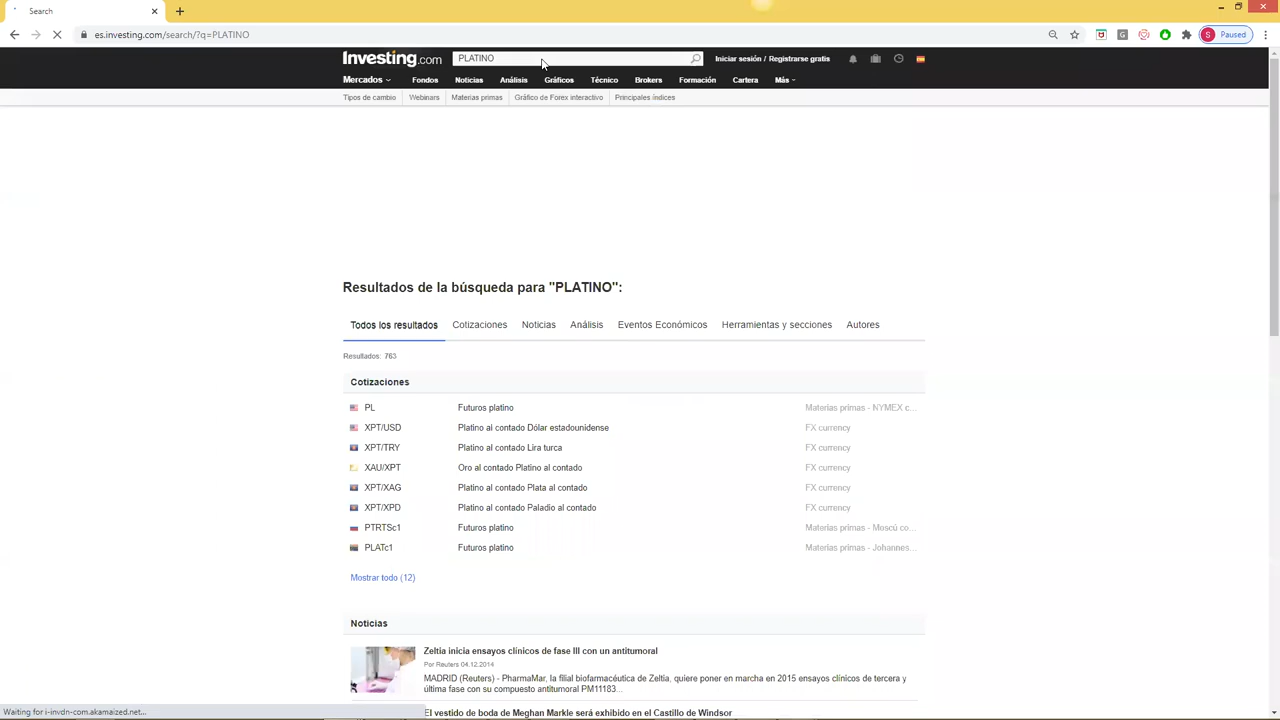 Search
es.investing.com/search/?q=PLATINO
Paused
Investing.com
PLATINO
Iniciar sesión / Registrarse gratis
Mercados Fondos Noticias Análisis Gráficos Técnico Brokers Formación Cartera Más
Tipos de cambio Webinars Materias primas Gráfico de Forex interactivo Principales índices
Resultados de la búsqueda para "PLATINO":
Todos los resultados Cotizaciones Noticias Análisis Eventos Económicos Herramientas y secciones Autores
Resultados: 763
Cotizaciones
PL Futuros platino Materias primas - NYMEX c...
XPT/USD Platino al contado Dólar estadounidense FX currency
XPT/TRY Platino al contado Lira turca FX currency
XAU/XPT Oro al contado Platino al contado FX currency
XPT/XAG Platino al contado Plata al contado FX currency
XPT/XPD Platino al contado Paladio al contado FX currency
PTRTSc1 Futuros platino Materias primas - Moscú co...
PLATc1 Futuros platino Materias primas - Johannes...
Mostrar todo (12)
Noticias
Zeltia inicia ensayos clínicos de fase III con un antitumoral
Por Reuters 04.12.2014
MADRID (Reuters) - PharmaMar, la filial biofarmacéutica de Zeltia, quiere poner en marcha en 2015 ensayos clínicos de tercera y
última fase con su compuesto antitumoral PM11183...
El vestido de boda de Meghan Markle será exhibido en el Castillo de Windsor
Waiting for i-invdn-com.akamaized.net...